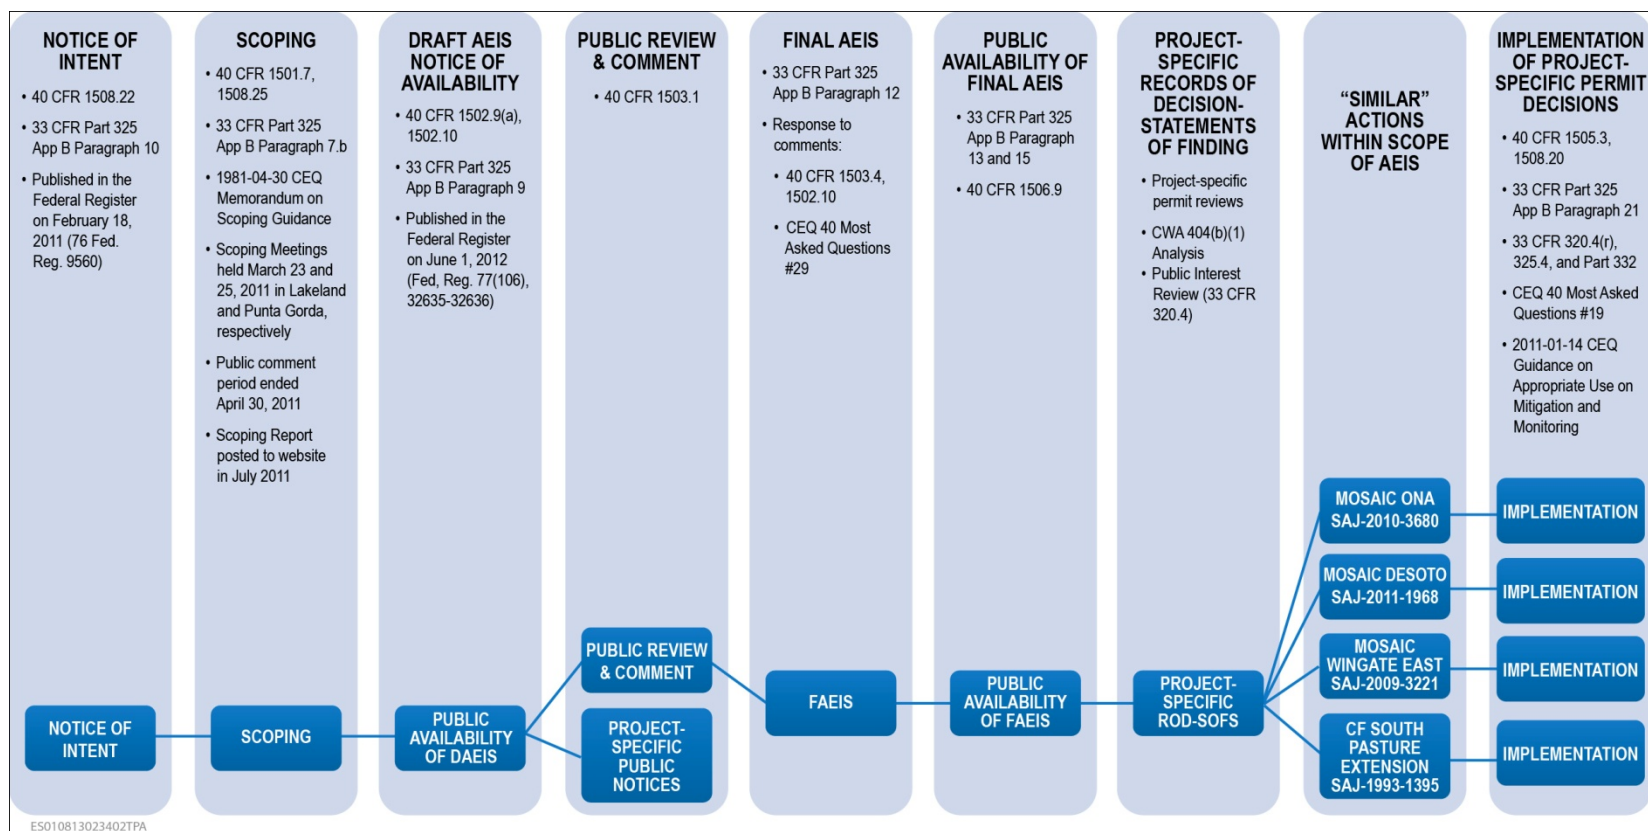 NOTICE OF
INTENT
• 40 CFR 1508.22
• 33 CFR Part 325
App B Paragraph 10
• Published in the
Federal Register
on February 18,
2011 (76 Fed.
Reg. 9560)
SCOPING
• 40 CFR 1501.7,
1508.25
• 33 CFR Part 325
App B Paragraph 7.b
• 1981-04-30 CEQ
Memorandum on
Scoping Guidance
• Scoping Meetings
held March 23 and
25, 2011 in Lakeland
and Punta Gorda,
respectively
• Public comment
period ended
April 30, 2011
• Scoping Report
posted to website
in July 2011
DRAFT AEIS
NOTICE OF
AVAILABILITY
• 40 CFR 1502.9(a),
1502.10
• 33 CFR Part 325
App B Paragraph 9
• Published in the
Federal Register
on June 1, 2012
(Fed, Reg. 77(106),
32635-32636)
PUBLIC REVIEW
& COMMENT
• 40 CFR 1503.1
FINAL AEIS
• 33 CFR Part 325
App B Paragraph 12
• Response to
comments:
• 40 CFR 1503.4,
1502.10
• CEQ 40 Most
Asked Questions
#29
PUBLIC
AVAILABILITY OF
FINAL AEIS
• 33 CFR Part 325
App B Paragraph
13 and 15
• 40 CFR 1506.9
PROJECT-
SPECIFIC
RECORDS OF
DECISION-
STATEMENTS
OF FINDING
• Project-specific
permit reviews
• CWA 404(b)(1)
Analysis
• Public Interest
Review (33 CFR
320.4)
“SIMILAR”
ACTIONS
WITHIN SCOPE
OF AEIS
IMPLEMENTATION
OF PROJECT-
SPECIFIC PERMIT
DECISIONS
• 40 CFR 1505.3,
1508.20
• 33 CFR Part 325
App B Paragraph 21
• 33 CFR 320.4(r),
325.4, and Part 332
• CEQ 40 Most Asked
Questions #19
• 2011-01-14 CEQ
Guidance on
Appropriate Use on
Mitigation and
Monitoring
NOTICE OF
INTENT
SCOPING
PUBLIC
AVAILABILITY
OF DAEIS
PUBLIC REVIEW
& COMMENT
PROJECT-
SPECIFIC
PUBLIC
NOTICES
FAEIS
PUBLIC
AVAILABILITY
OF FAEIS
PROJECT-
SPECIFIC
ROD-SOFS
MOSAIC ONA
SAJ-2010-3680
IMPLEMENTATION
MOSAIC DESOTO
SAJ-2011-1968
IMPLEMENTATION
MOSAIC
WINGATE EAST
SAJ-2009-3221
IMPLEMENTATION
CF SOUTH
PASTURE
EXTENSION
SAJ-1993-1395
IMPLEMENTATION
ES010813023402TPA